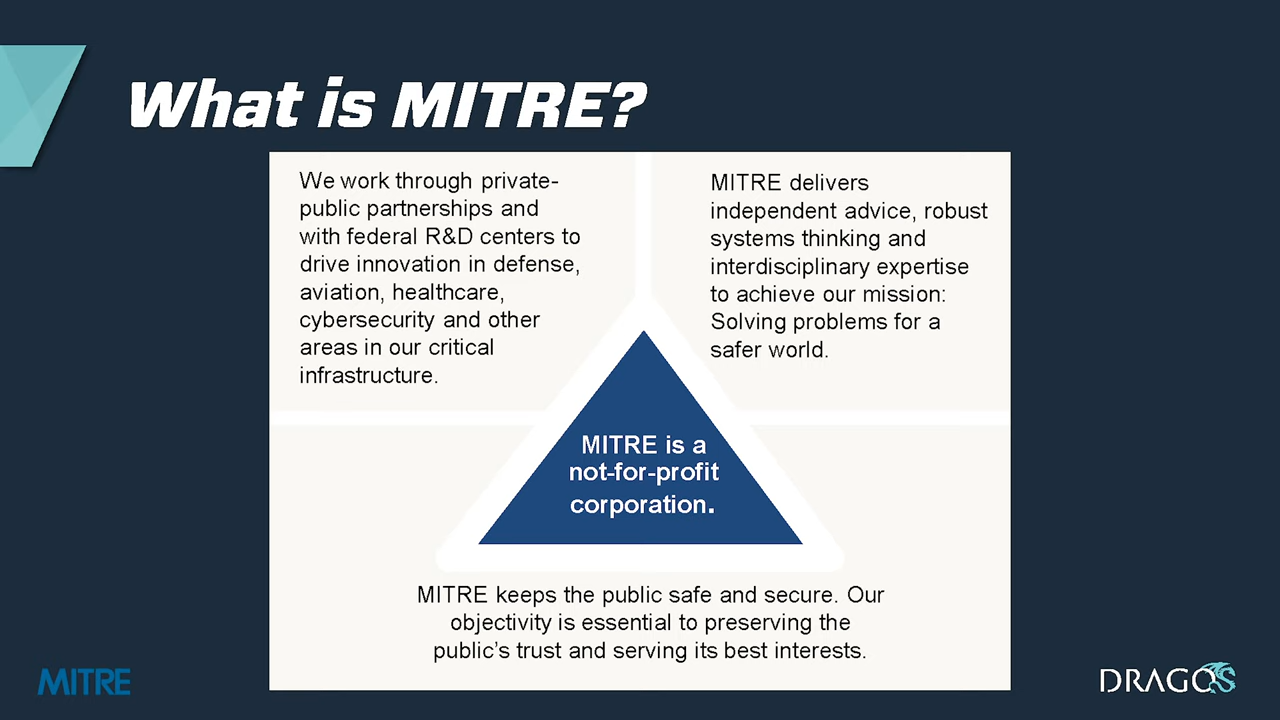 What is MITRE?
We work through private-
public partnerships and
with federal R&D centers to
drive innovation in defense,
aviation, healthcare,
cybersecurity and other
areas in our critical
infrastructure.
MITRE delivers
independent advice, robust
systems thinking and
interdisciplinary expertise
to achieve our mission:
Solving problems for a
safer world.
MITRE is a
not-for-profit
corporation.
MITRE keeps the public safe and secure. Our
objectivity is essential to preserving the
public’s trust and serving its best interests.
MITRE
DRAGOS